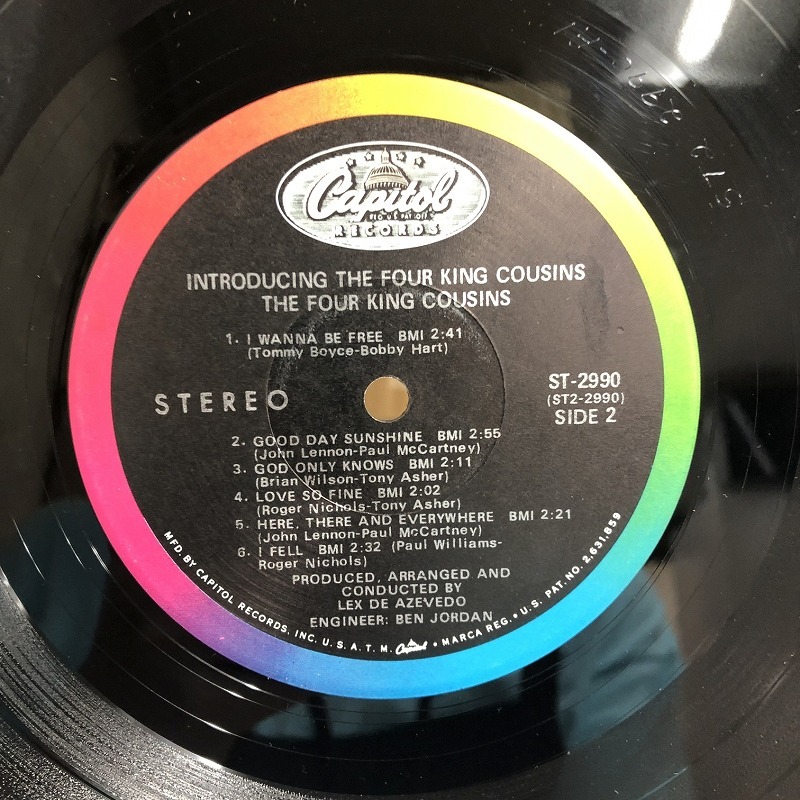 Capitol
REG. U.S. PAT. OFF.
RECORDS
INTRODUCING THE FOUR KING COUSINS
THE FOUR KING COUSINS
1. I WANNA BE FREE BMI 2:41
(Tommy Boyce-Bobby Hart)
STEREO
ST-2990
(ST2-2990)
SIDE 2
2. GOOD DAY SUNSHINE BMI 2:55
(John Lennon-Paul McCartney)
3. GOD ONLY KNOWS BMI 2:11
(Brian Wilson-Tony Asher)
4. LOVE SO FINE BMI 2:02
(Roger Nichols-Tony Asher)
5. HERE, THERE AND EVERYWHERE BMI 2:21
(John Lennon-Paul McCartney)
6. I FELL BMI 2:32 (Paul Williams-
Roger Nichols)
PRODUCED, ARRANGED AND
CONDUCTED BY
LEX DE AZEVEDO
ENGINEER: BEN JORDAN
MFD. BY CAPITOL RECORDS, INC. U.S.A. T.M. Capitol • MARCA REG. • U.S. PAT. NO. 2,631,859